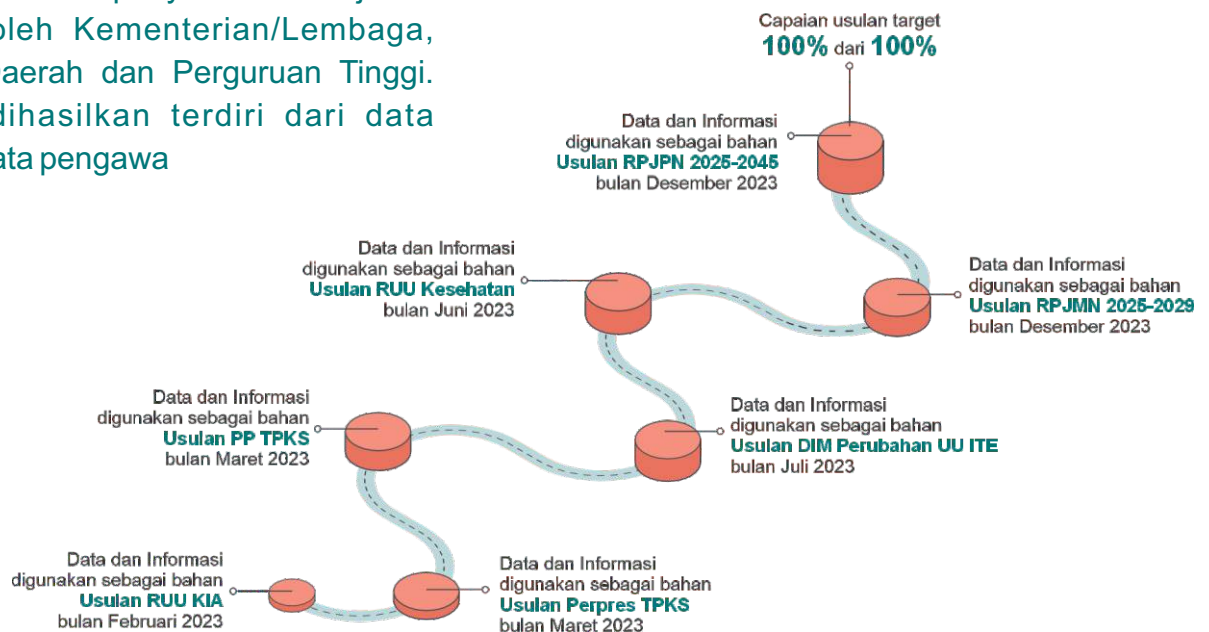 oleh Kementerian/Lembaga,
Daerah dan Perguruan Tinggi.
dihasilkan terdiri dari data
ata pengawa
Capaian usulan target
100% dari 100%
Data dan Informasi
digunakan sebagai bahan
Usulan RPJPN 2025-2045
bulan Desember 2023
Data dan Informasi
digunakan sebagai bahan
Usulan RUU Kesehatan
bulan Juni 2023
Data dan Informasi
digunakan sebagai bahan
Usulan RPJMN 2025-2029
bulan Desember 2023
Data dan Informasi
digunakan sebagai bahan
Usulan PP TPKS
bulan Maret 2023
Data dan Informasi
digunakan sebagai bahan
Usulan DIM Perubahan UU ITE
bulan Juli 2023
Data dan Informasi
digunakan sebagai bahan
Usulan RUU KIA
bulan Februari 2023
Data dan Informasi
digunakan sebagai bahan
Usulan Perpres TPKS
bulan Maret 2023